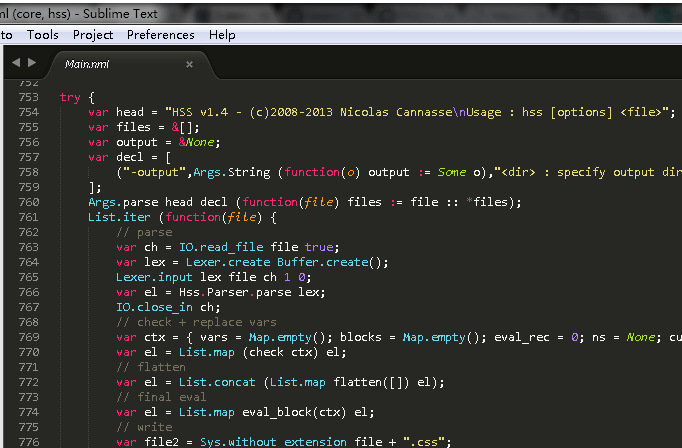 ml (core, hss) - Sublime Text
to Tools Project Preferences Help
Main.nml ×
752
753 try {
754 var head = "HSS v1.4 - (c)2008-2013 Nicolas Cannasse\nUsage : hss [options] <file>";
755 var files = &[];
756 var output = &None;
757 var decl = [
758 ("-output",Args.String (function(o) output := Some o),"<dir> : specify output dir
759 ];
760 Args.parse head decl (function(file) files := file :: *files);
761 List.iter (function(file) {
762 // parse
763 var ch = IO.read_file file true;
764 var lex = Lexer.create Buffer.create();
765 Lexer.input lex file ch 1 0;
766 var el = Hss.Parser.parse lex;
767 IO.close_in ch;
768 // check + replace vars
769 var ctx = { vars = Map.empty(); blocks = Map.empty(); eval_rec = 0; ns = None; cu
770 var el = List.map (check ctx) el;
771 // flatten
772 var el = List.concat (List.map flatten([]) el);
773 // final eval
774 var el = List.map eval_block(ctx) el;
775 // write
776 var file2 = Sys.without_extension file + ".css";